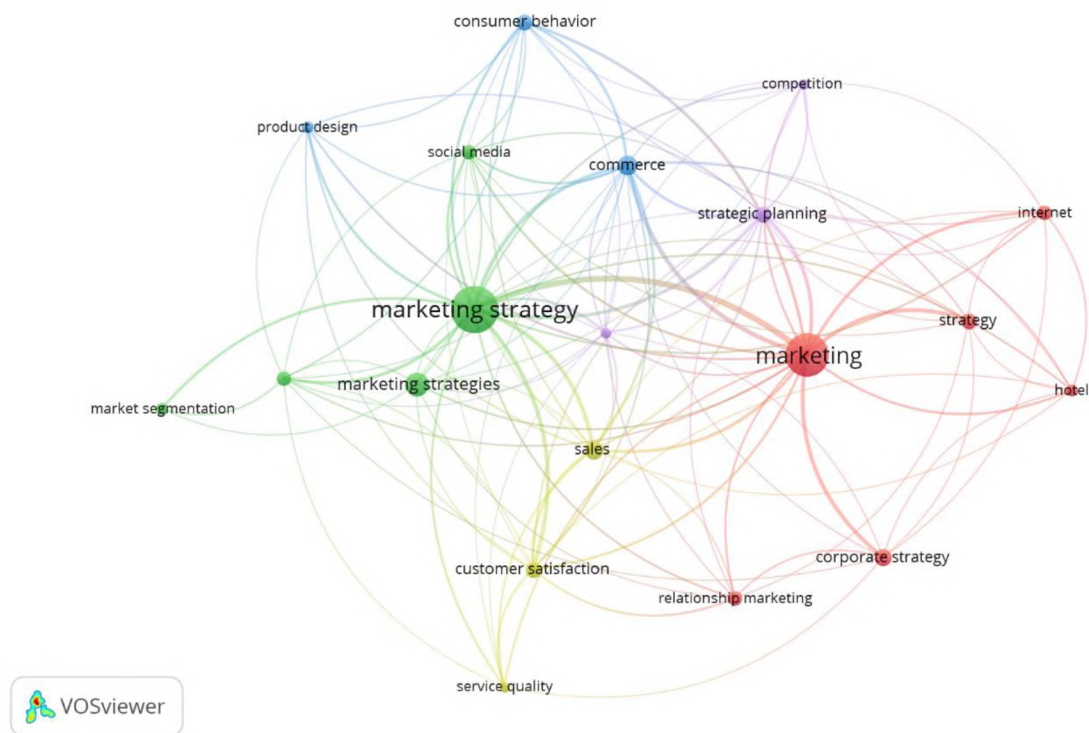 consumer behavior
competition
product design
social media
commerce
strategic planning
internet
marketing strategy
strategy
marketing
marketing strategies
hotel
market segmentation
sales
corporate strategy
customer satisfaction
relationship marketing
service quality
VOSviewer